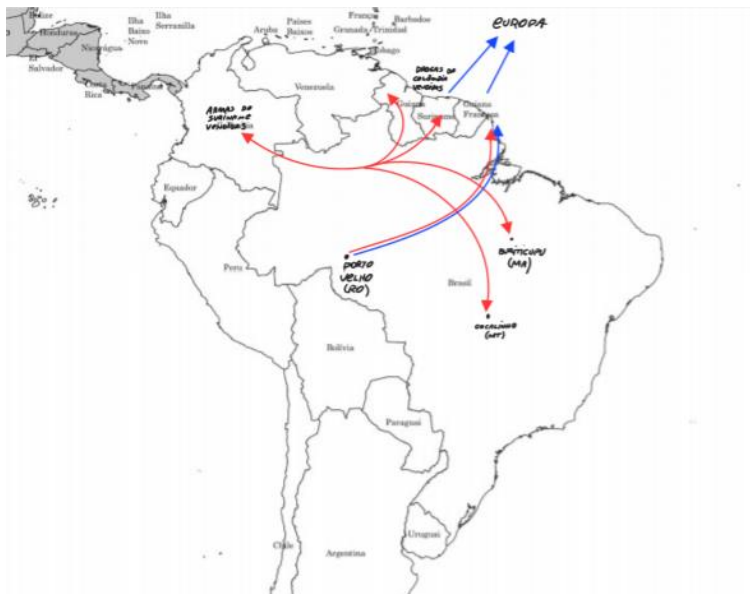 Belize
Honduras
Nicarágua
El
Salvador
Costa
Rica
Panamá
Ilha
Baixo
Novo
Ilha
Serranilla
Aruba
Países
Baixos
França
Granada
Trinidad
Tobago
Barbados
EUROPA
Venezuela
DROGAS DA
COLÔMBIA
VENDIDAS
Guiana
Suriname
Guiana
Francesa
ARMAS DO
SURINAME
VENDIDAS
Equador
Peru
PORTO
VELHO
(RO)
BURITICUPU
(MA)
Brasil
COCALINHO
(MT)
Bolívia
Paraguai
Chile
Argentina
Uruguai